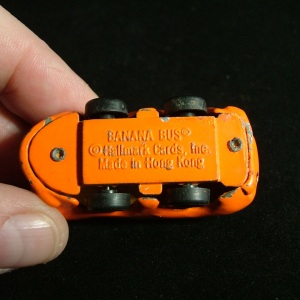 BANANA BUS©
© Hallmark Cards, Inc.
Made in Hong Kong